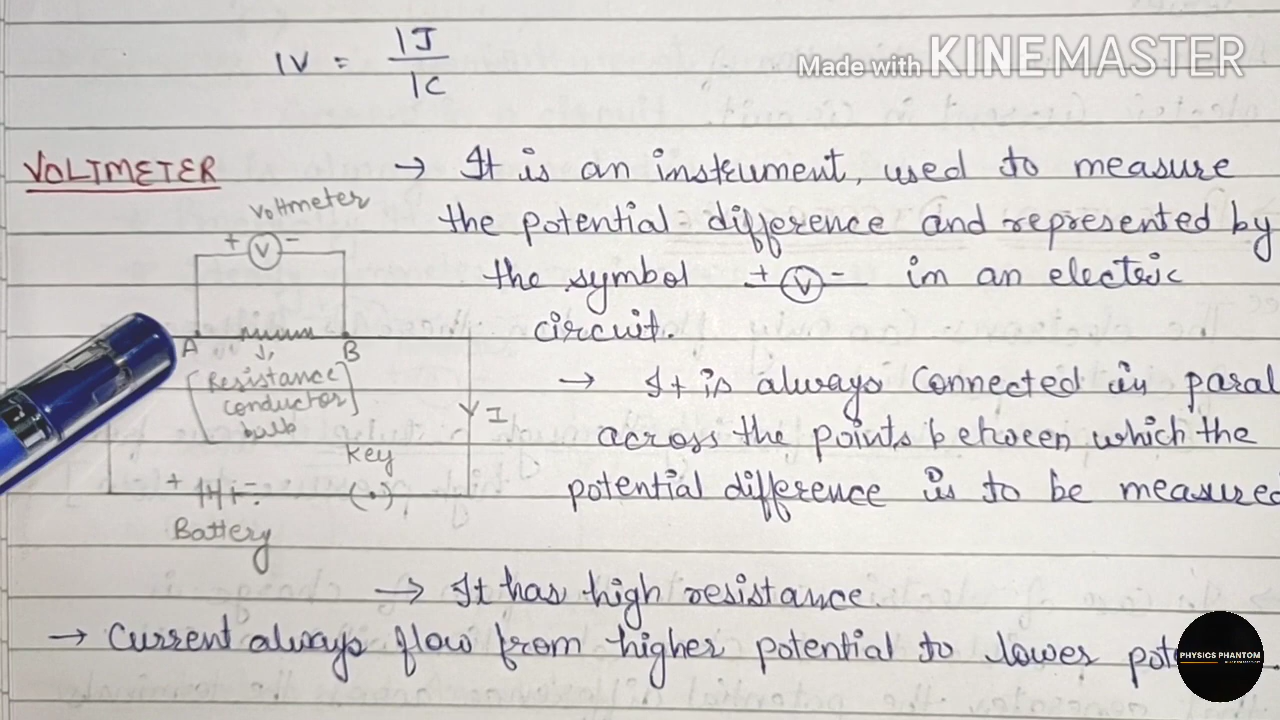 Made with KINEMASTER
1V = 1J
1C
VOLTMETER → It is an instrument, used to measure
Voltmeter
the potential difference and represented by
+ V -
the symbol + V - in an electric
circuit.
A B
[Resistance
conductor]
bulb
→ It is always connected in paral
I
across the points between which the
Key
potential difference is to be measured
+ - (•)
Battery
→ It has high resistance.
→ Current always flow from higher potential to lower pote
PHYSICS PHANTOM